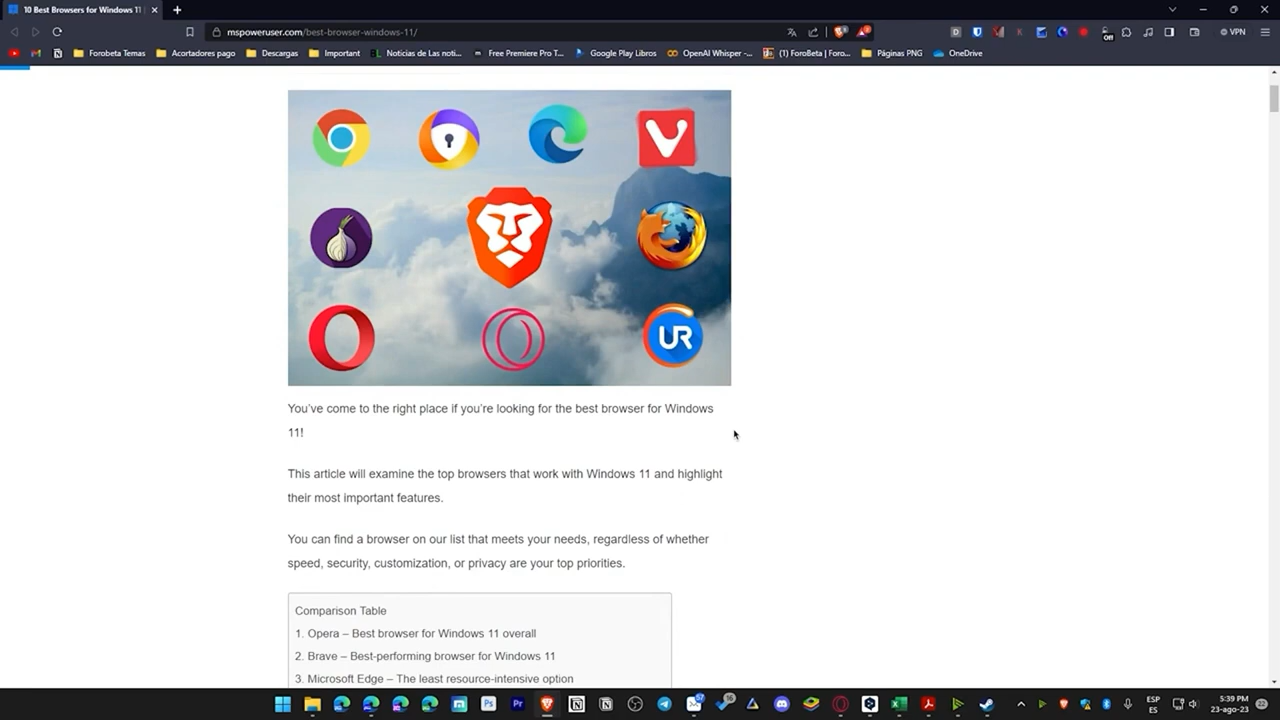 10 Best Browsers for Windows 11
mspoweruser.com/best-browser-windows-11/
VPN
Forobeta Temas
Acortadores pago
Descargas
Important
Noticias de Las noti...
Free Premiere Pro T...
Google Play Libros
OpenAI Whisper -...
(1) ForoBeta | Foro...
Páginas PNG
OneDrive
UR
You've come to the right place if you're looking for the best browser for Windows
11!
This article will examine the top browsers that work with Windows 11 and highlight
their most important features.
You can find a browser on our list that meets your needs, regardless of whether
speed, security, customization, or privacy are your top priorities.
Comparison Table
1. Opera – Best browser for Windows 11 overall
2. Brave – Best-performing browser for Windows 11
3. Microsoft Edge – The least resource-intensive option
ESP
ES
5:39 PM
23-ago-23